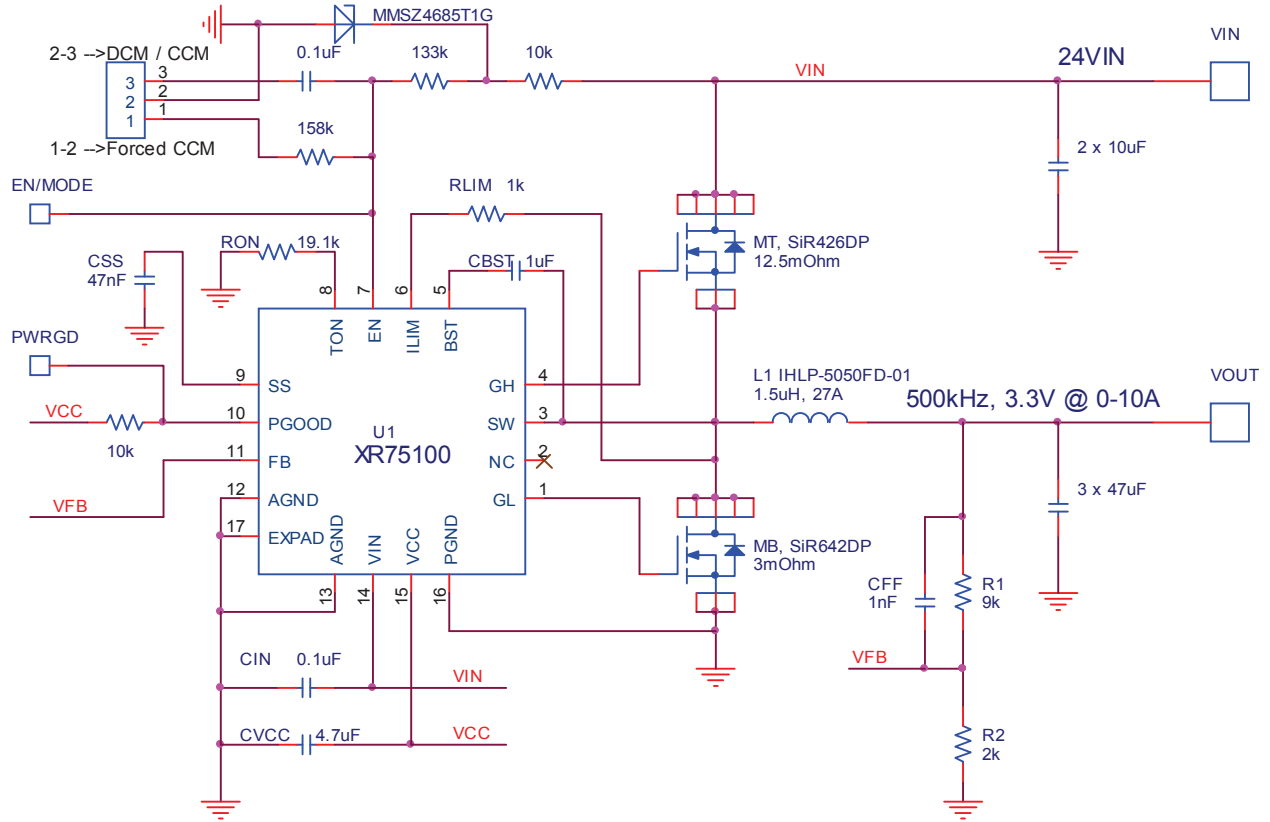 MMSZ4685T1G
VIN
2-3 -->DCM / CCM
0.1uF
133k
10k
VIN
24VIN
3
3
2
2
1
1
158k
1-2 -->Forced CCM
2 x 10uF
EN/MODE
RLIM 1k
RON 19.1k
MT, SiR426DP
12.5mOhm
CSS
47nF
CBST 1uF
8
7
6
5
TON
EN
ILIM
BST
PWRGD
9
SS
GH
4
L1 IHLP-5050FD-01
1.5uH, 27A
500kHz, 3.3V @ 0-10A
VOUT
VCC
10
PGOOD
SW
3
10k
U1
XR75100
11
FB
NC
2
VFB
12
AGND
GL
1
3 x 47uF
17
EXPAD
AGND
VIN
VCC
PGND
MB, SiR642DP
3mOhm
13
14
15
16
CFF
1nF
R1
9k
CIN 0.1uF
VIN
VFB
CVCC 4.7uF
VCC
R2
2k